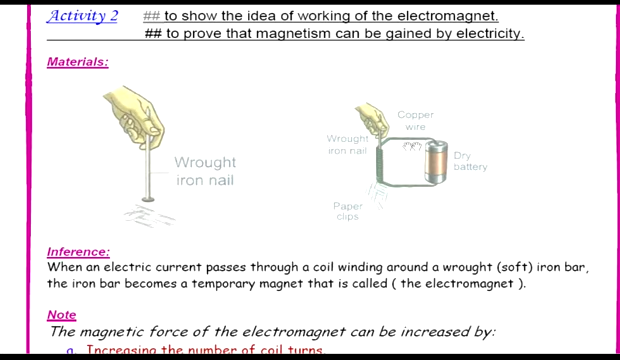 Activity 2 ## to show the idea of working of the electromagnet.
## to prove that magnetism can be gained by electricity.
Materials:
Wrought
iron nail
Copper
wire
Wrought
iron nail
Dry
battery
Paper
clips
Inference:
When an electric current passes through a coil winding around a wrought (soft) iron bar,
the iron bar becomes a temporary magnet that is called ( the electromagnet ).
Note
The magnetic force of the electromagnet can be increased by:
a. Increasing the number of coil turns.